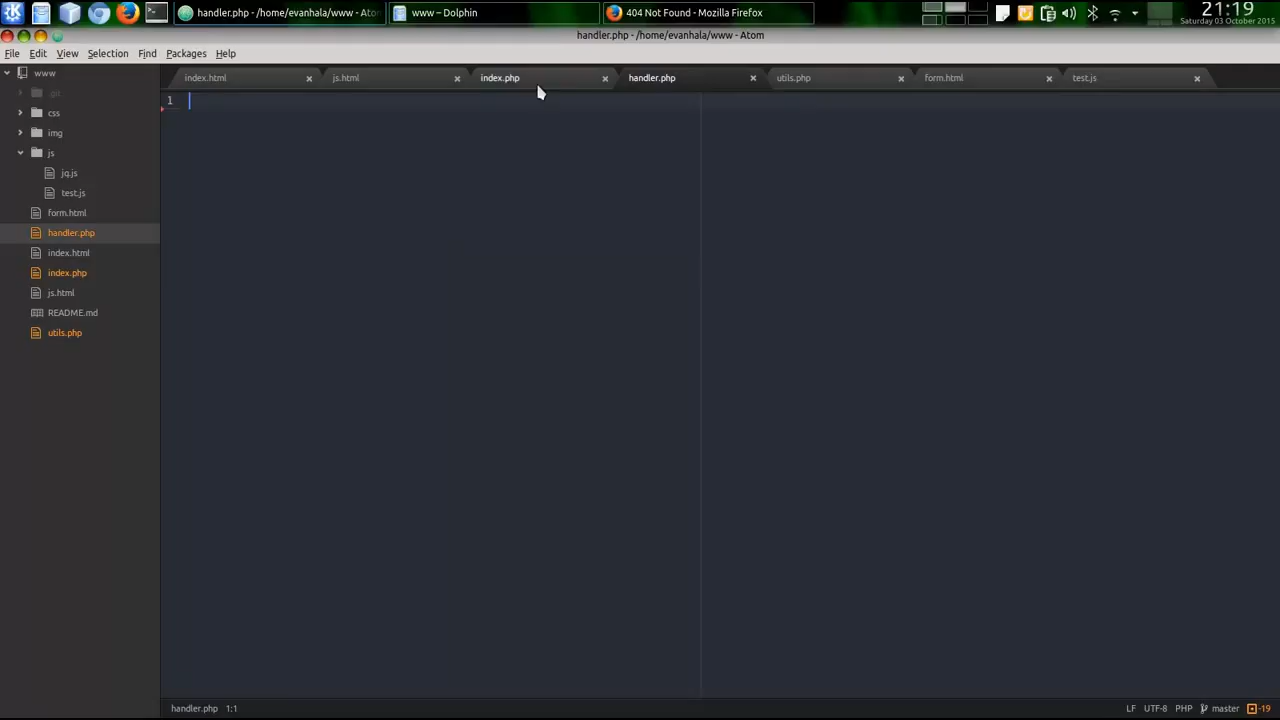 handler.php - /home/evanhala/www - Ato
www – Dolphin
404 Not Found - Mozilla Firefox
21:19
Saturday 03 October 2015
handler.php - /home/evanhala/www - Atom
File Edit View Selection Find Packages Help
www
index.html
js.html
index.php
handler.php
utils.php
form.html
test.js
.git
css
img
js
jq.js
test.js
form.html
handler.php
index.html
index.php
js.html
README.md
utils.php
1
handler.php 1:1
LF UTF-8 PHP master -19